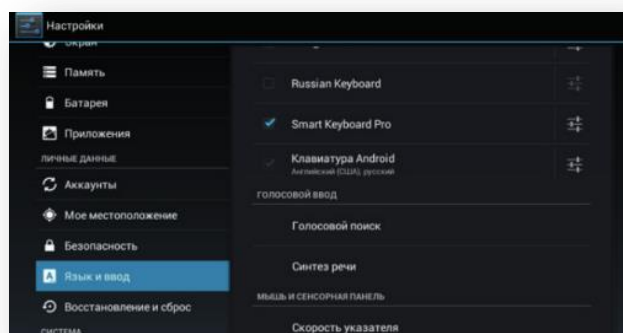 Настройки
Экран
Память
Батарея
Приложения
ЛИЧНЫЕ ДАННЫЕ
Аккаунты
Мое местоположение
Безопасность
Язык и ввод
Восстановление и сброс
СИСТЕМА
Russian Keyboard
Smart Keyboard Pro
Клавиатура Android
Английский (США), русский
ГОЛОСОВОЙ ВВОД
Голосовой поиск
Синтез речи
МЫШЬ И СЕНСОРНАЯ ПАНЕЛЬ
Скорость указателя